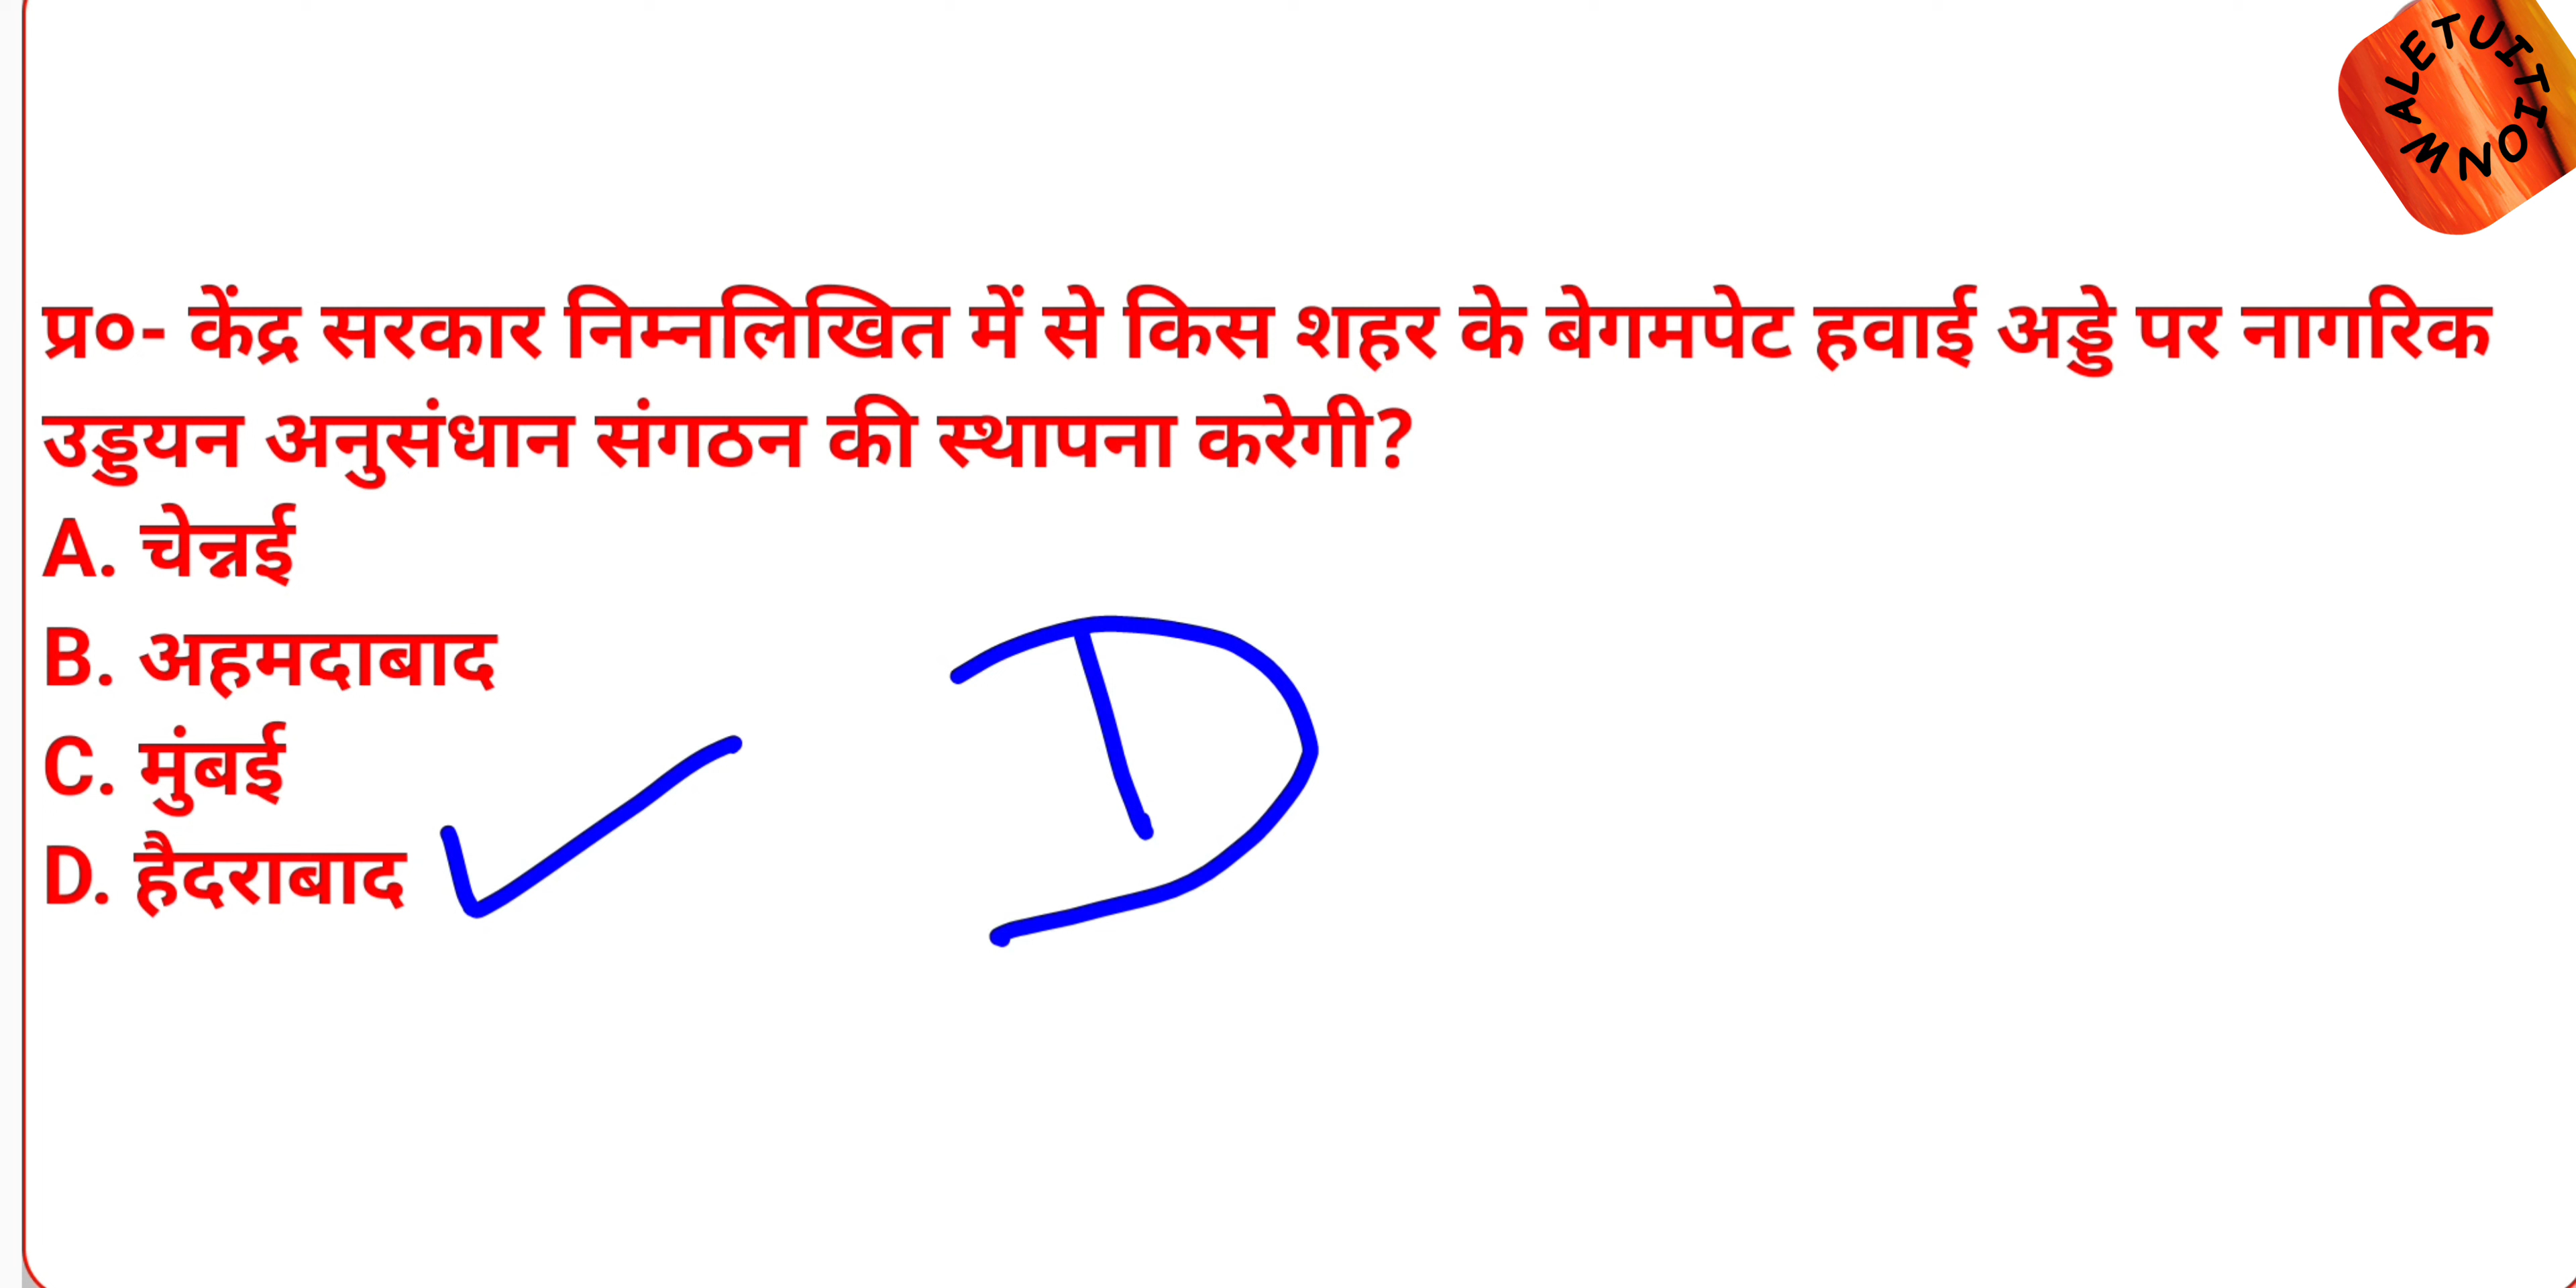 WALETUITION
प्र०- केंद्र सरकार निम्नलिखित में से किस शहर के बेगमपेट हवाई अड्डे पर नागरिक
उड्डयन अनुसंधान संगठन की स्थापना करेगी?
A. चेन्नई
B. अहमदाबाद
C. मुंबई
D. हैदराबाद
D